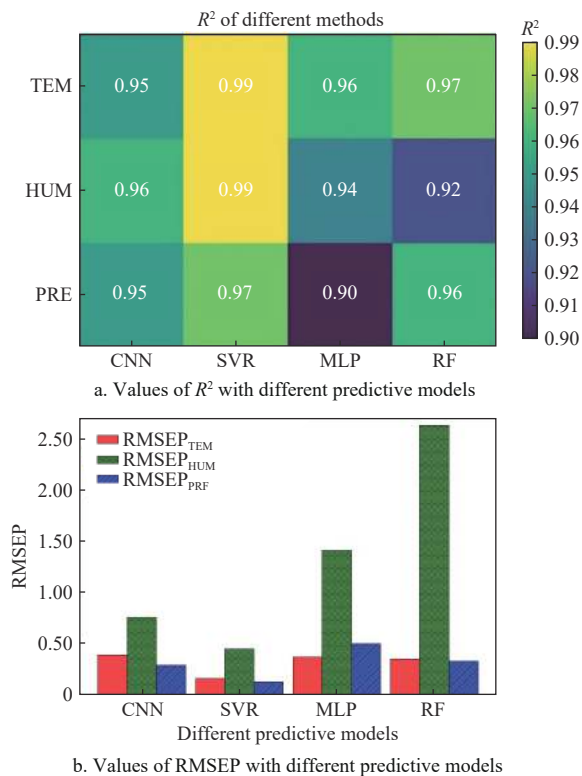 R² of different methods
R²
TEM 0.95 0.99 0.96 0.97
HUM 0.96 0.99 0.94 0.92
PRE 0.95 0.97 0.90 0.96
CNN SVR MLP RF
0.99
0.98
0.97
0.96
0.95
0.94
0.93
0.92
0.91
0.90
a. Values of R² with different predictive models
RMSEP_TEM
RMSEP_HUM
RMSEP_PRF
RMSEP
2.50
2.00
1.50
1.00
0.50
0
CNN SVR MLP RF
Different predictive models
b. Values of RMSEP with different predictive models